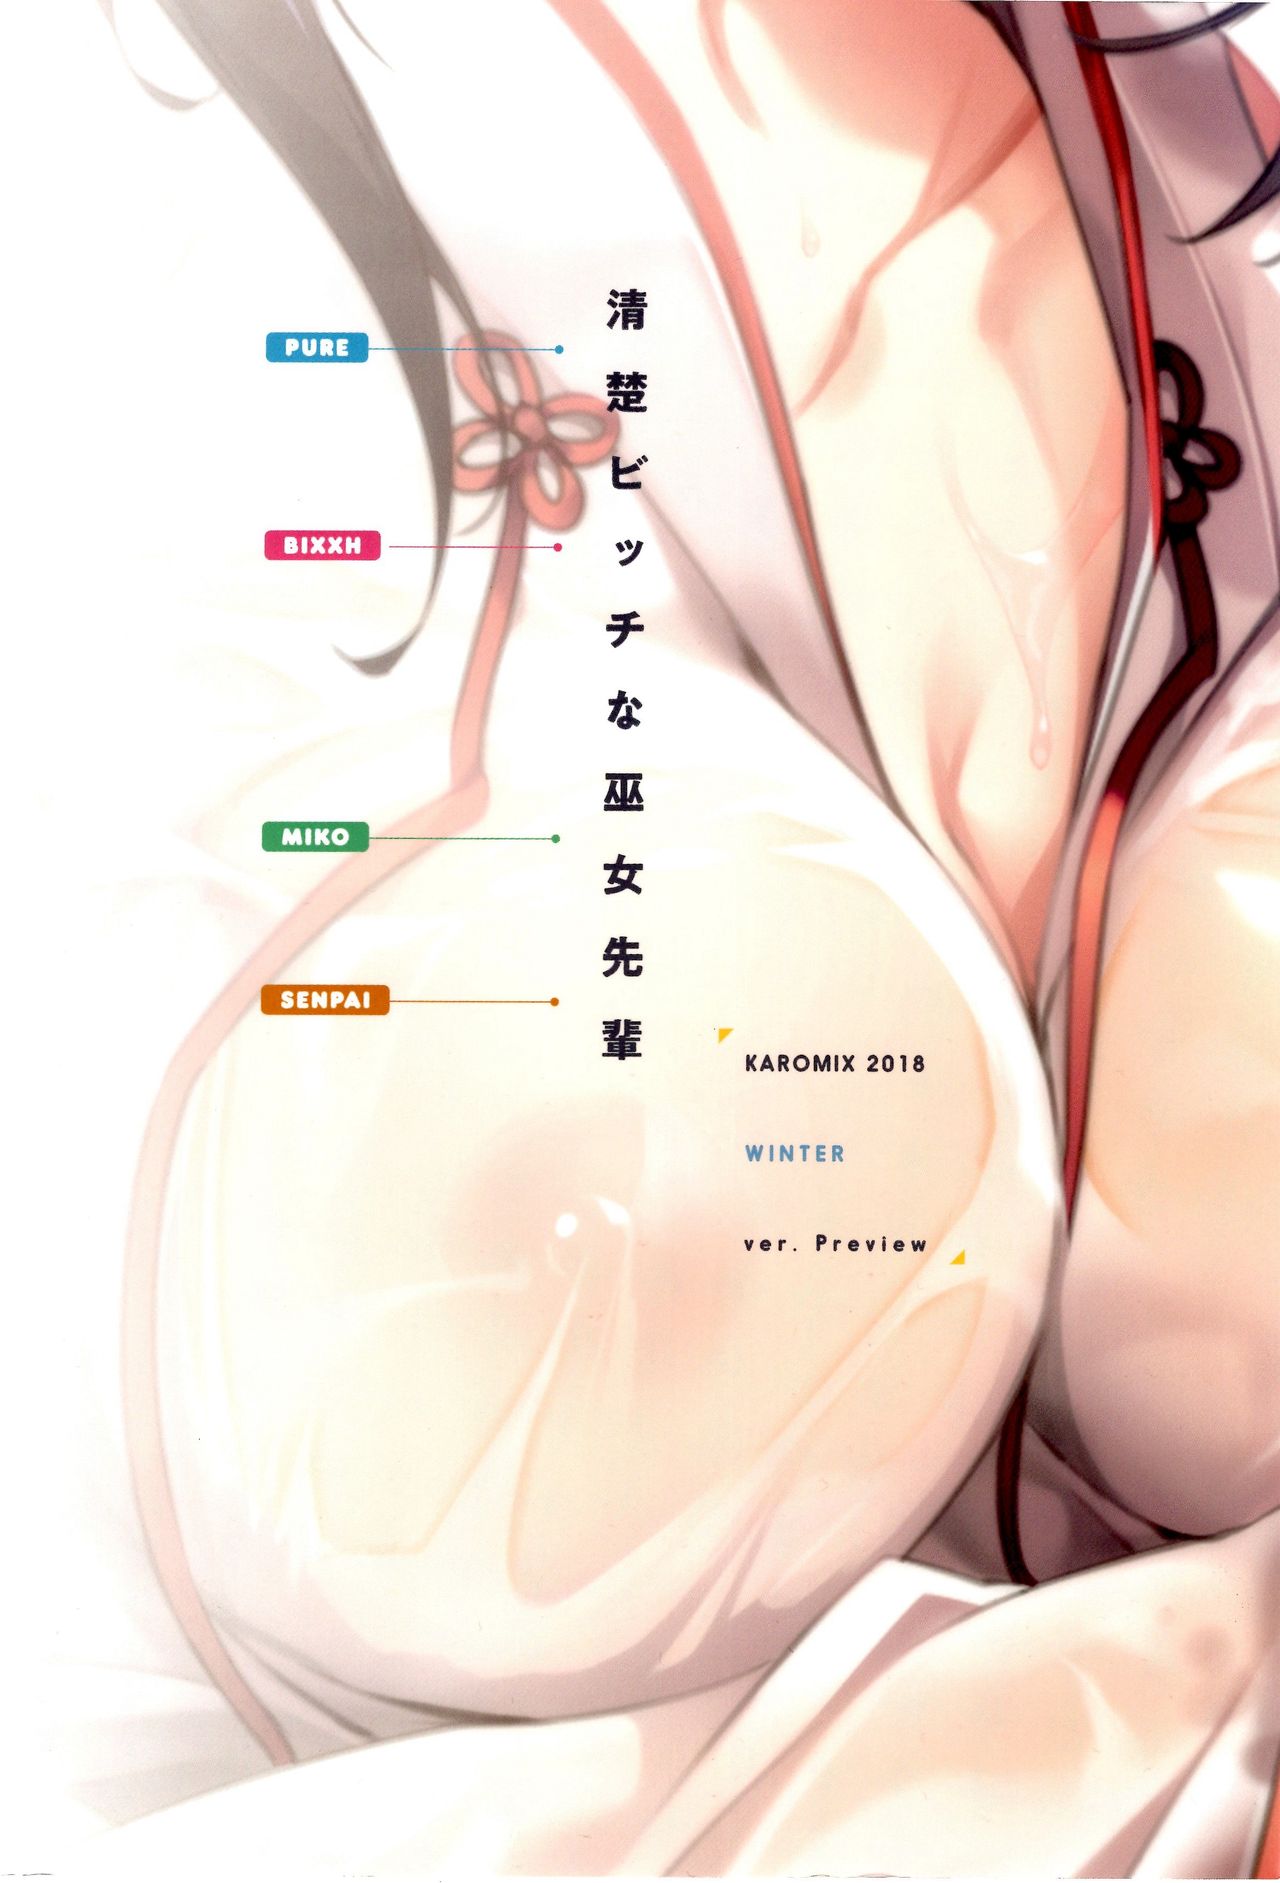 清楚ビッチな巫女先輩
PURE
BIXXH
MIKO
SENPAI
KAROMIX 2018
WINTER
ver. Preview